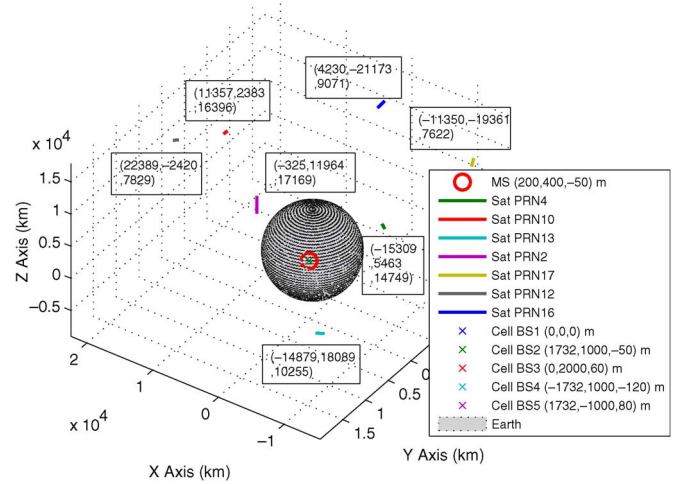 (4230,−21173
,9071)
(11357,2383
,16396)
(−11350,−19361
,7622)
x 10⁴
(22389,−2420
,7829)
(−325,11964
,17169)
1.5
1
0.5
0
−0.5
Z Axis (km)
(−15309
,5463
,14749)
(−14879,18089
,10255)
2
1
0
−1
x 10⁴
X Axis (km)
0
0.5
1
1.5
Y Axis (km)
MS (200,400,−50) m
Sat PRN4
Sat PRN10
Sat PRN13
Sat PRN2
Sat PRN17
Sat PRN12
Sat PRN16
Cell BS1 (0,0,0) m
Cell BS2 (1732,1000,−50) m
Cell BS3 (0,2000,60) m
Cell BS4 (−1732,1000,−120) m
Cell BS5 (1732,−1000,80) m
Earth